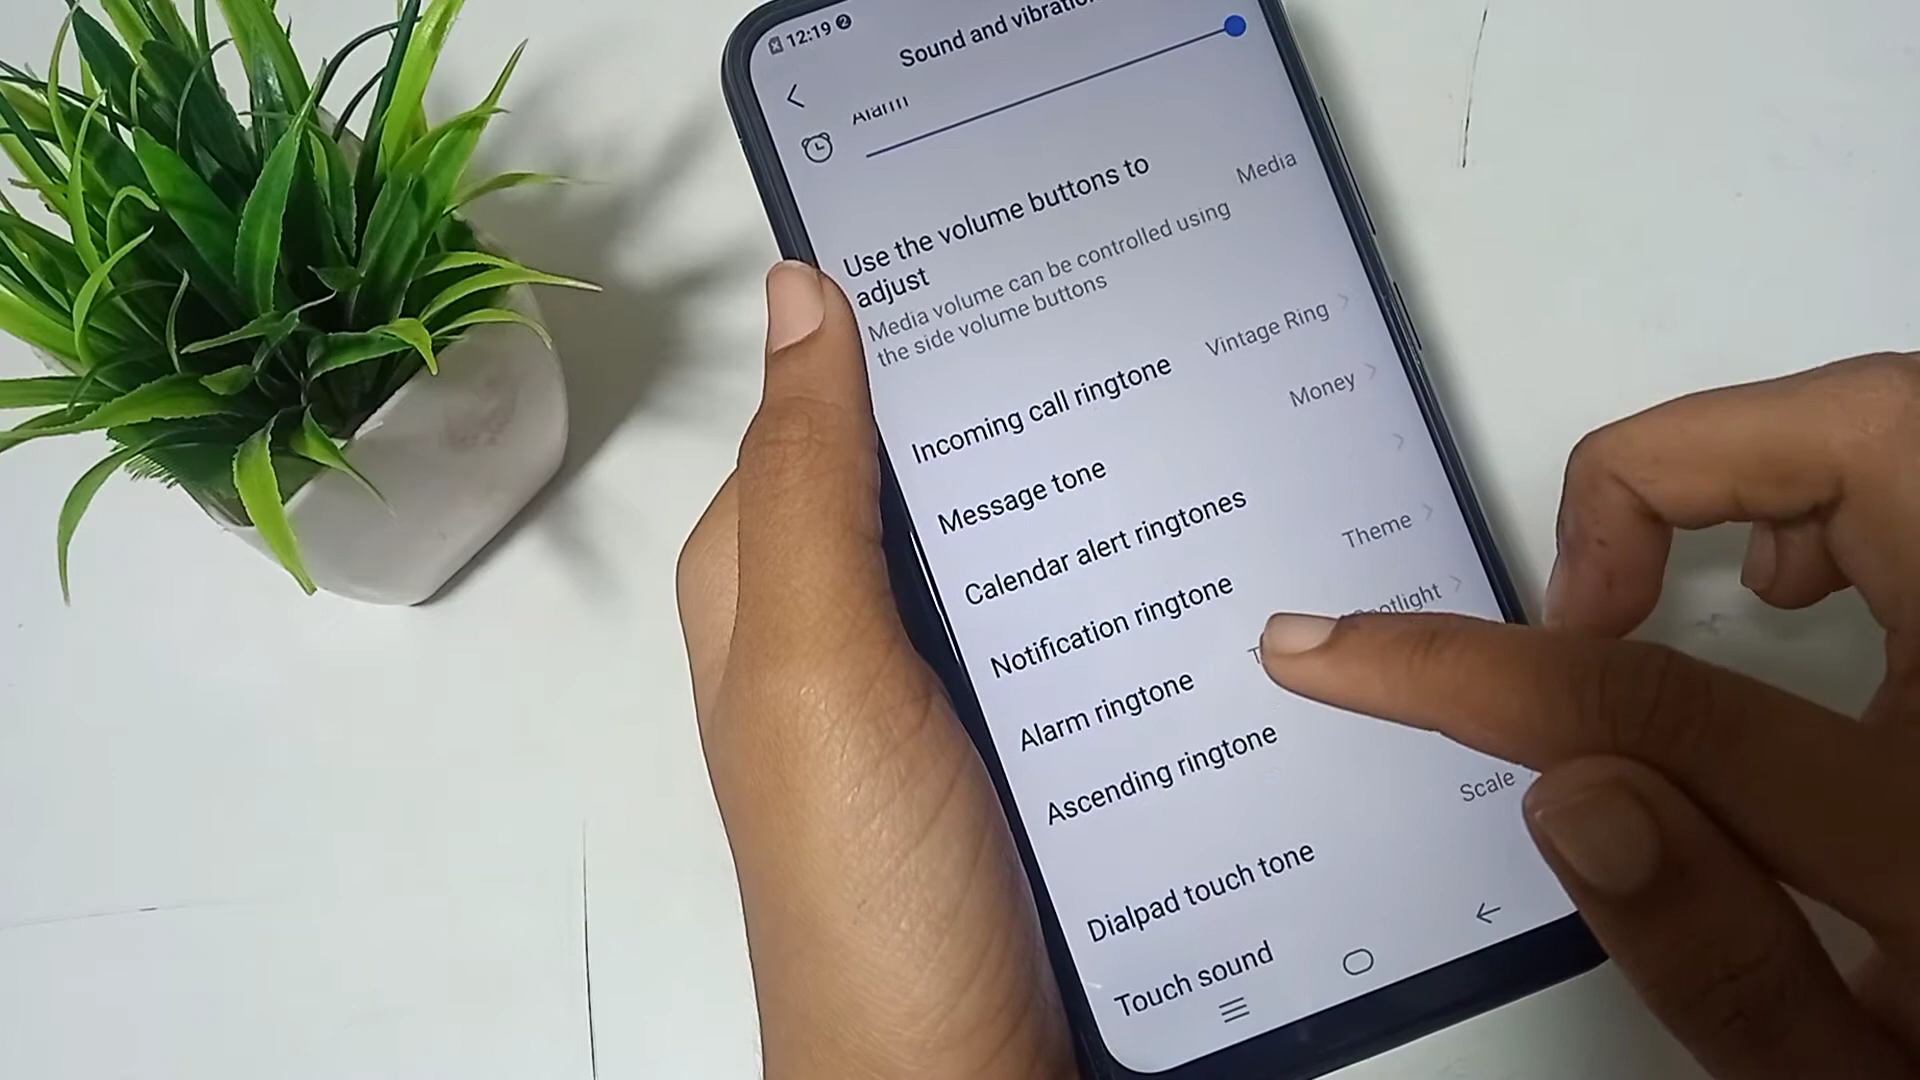 12:19
Sound and vibration
Alarm
Use the volume buttons to
adjust
Media
Media volume can be controlled using
the side volume buttons
Incoming call ringtone
Vintage Ring
Message tone
Money
Calendar alert ringtones
Notification ringtone
Theme
Alarm ringtone
Spotlight
Ascending ringtone
Dialpad touch tone
Scale
Touch sound